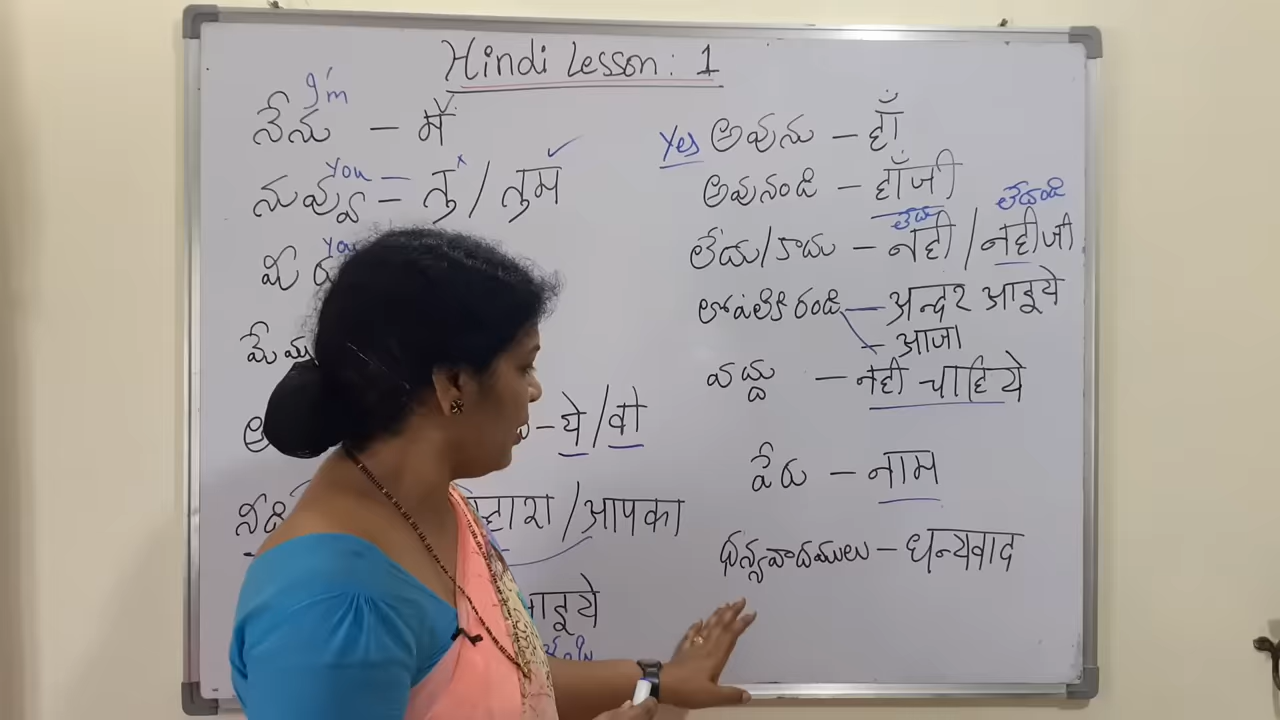 Hindi Lesson : 1
I'm
నేను – मैं
you
నువ్వు – तु / तुम
you
మీ
మేము
– ये / वो
/ आपका
Yes అవును – हाँ
అవునండి – हाँजी
లేదు లేదండి
లేదు/కాదు – नही / नहीजी
లోపలికి రండి – अन्दर आइये
– आजा
వద్దు – नही चाहिये
పేరు – नाम
ధన్యవాదములు – धन्यवाद